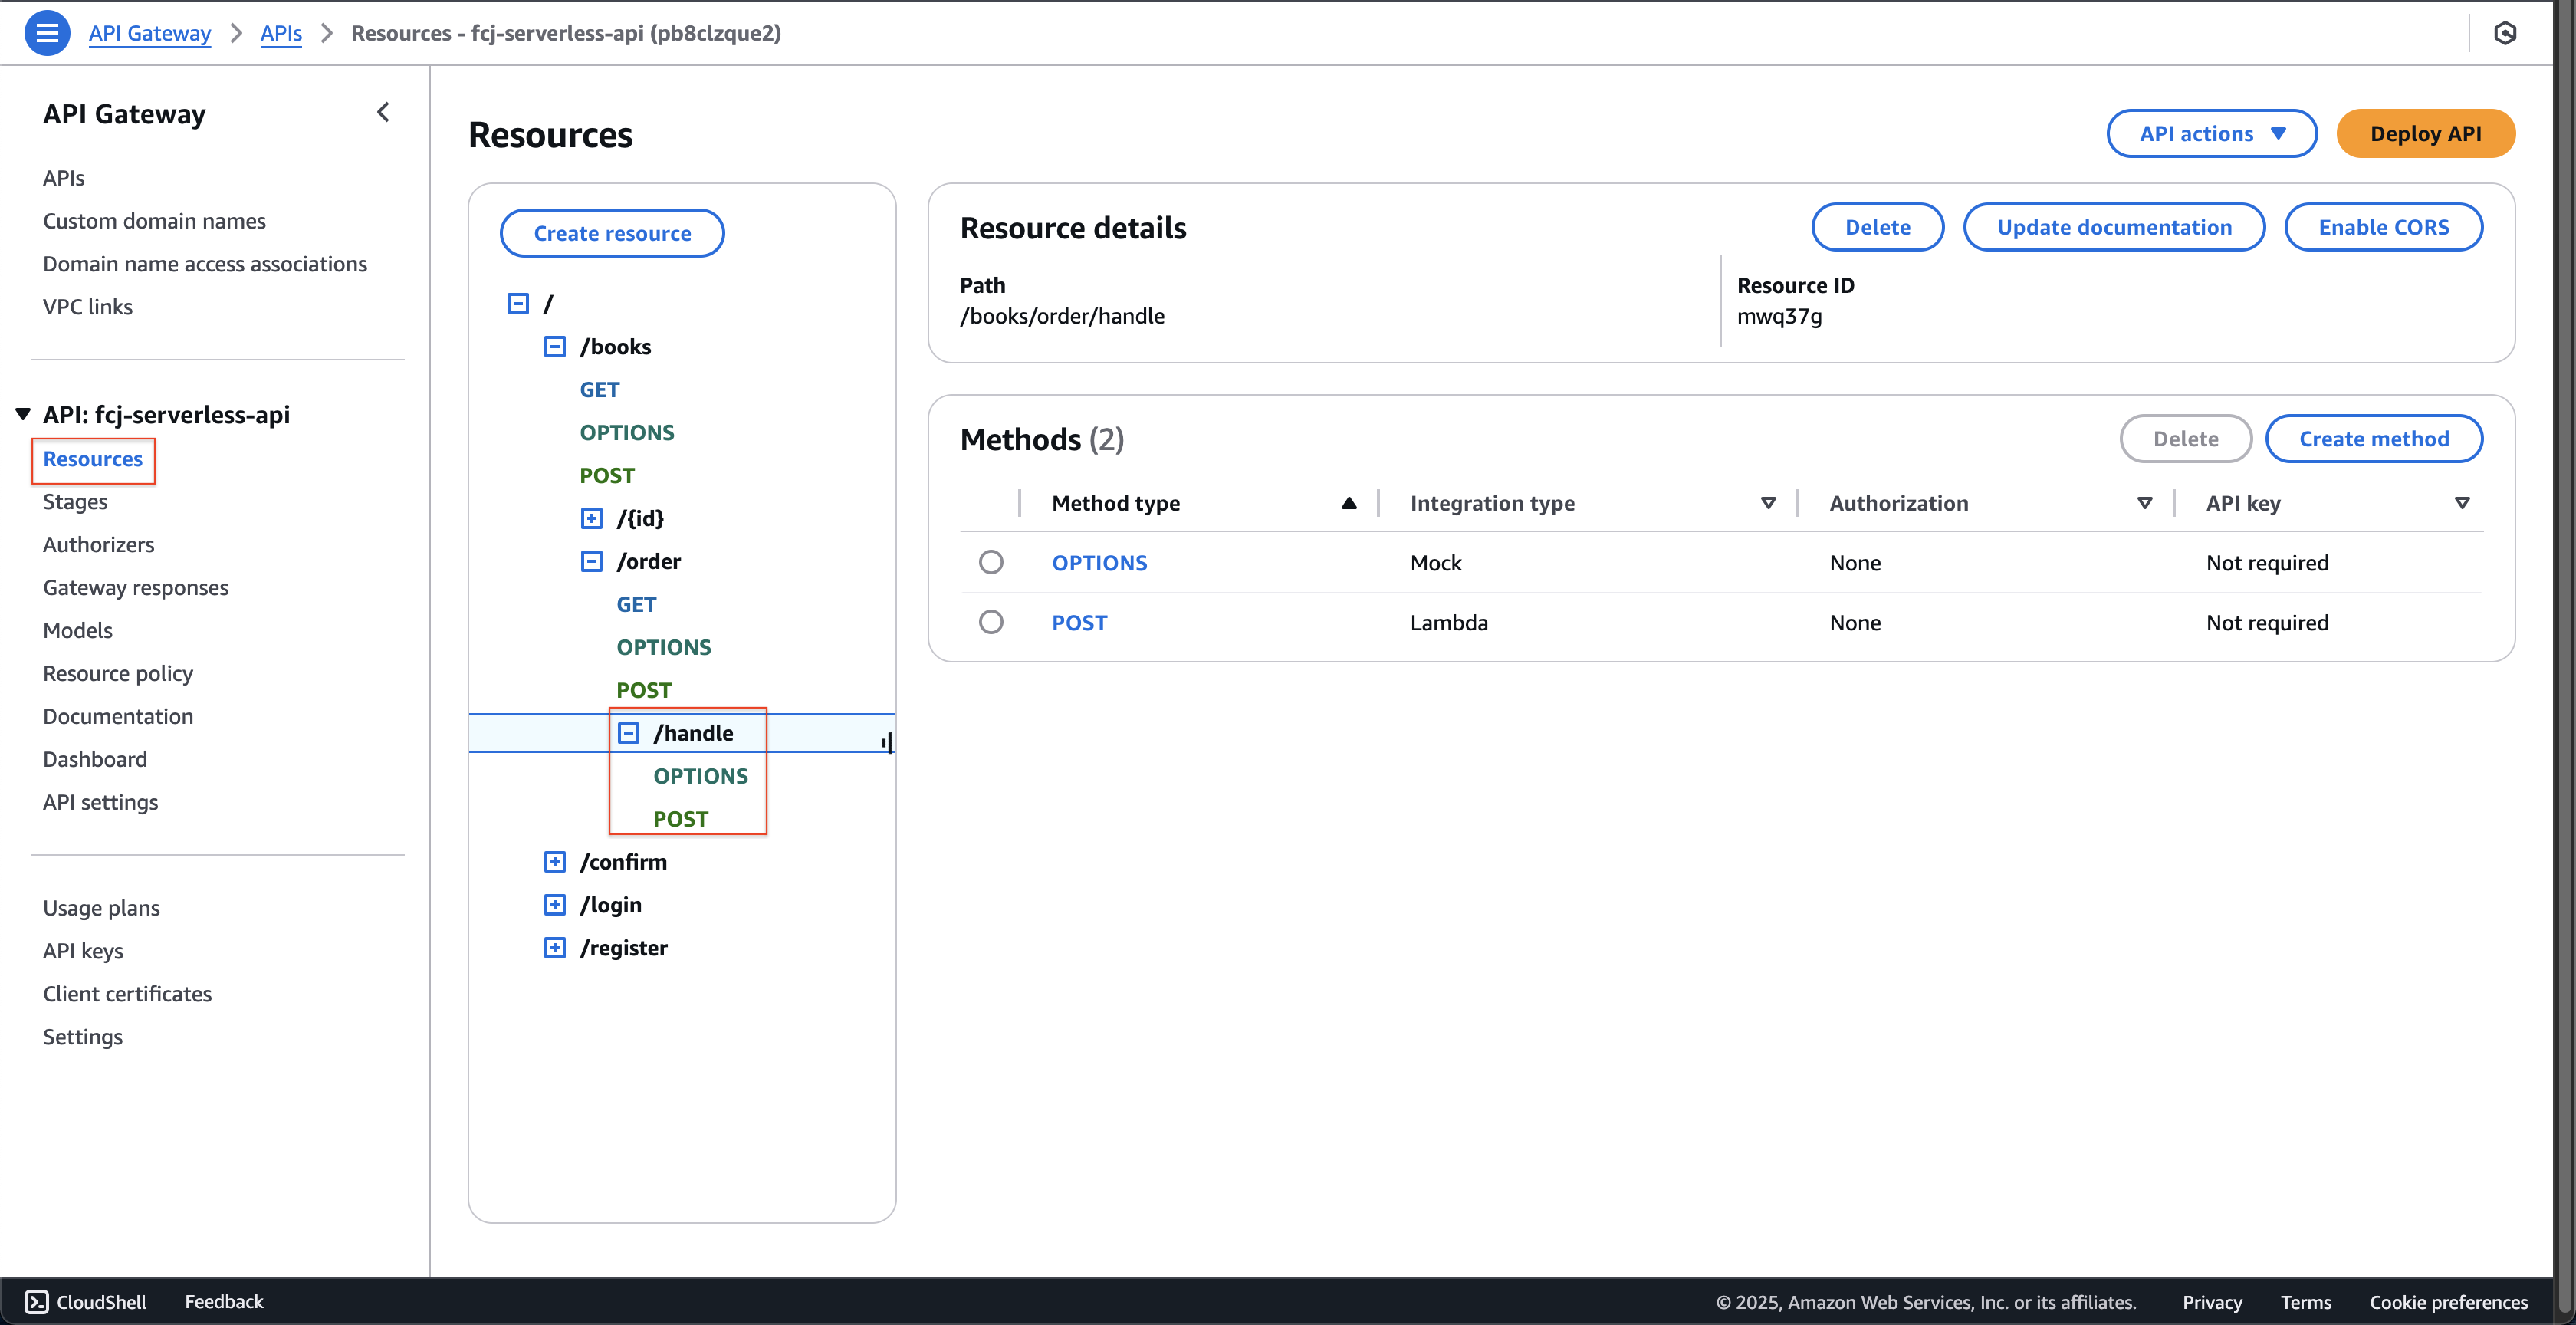 API Gateway
APIs
Resources - fcj-serverless-api (pb8clzque2)
API Gateway
APIs
Custom domain names
Domain name access associations
VPC links
API: fcj-serverless-api
Resources
Stages
Authorizers
Gateway responses
Models
Resource policy
Documentation
Dashboard
API settings
Usage plans
API keys
Client certificates
Settings
Resources
API actions
Deploy API
Create resource
/
/books
GET
OPTIONS
POST
/{id}
/order
GET
OPTIONS
POST
/handle
OPTIONS
POST
/confirm
/login
/register
Resource details
Delete
Update documentation
Enable CORS
Path
/books/order/handle
Resource ID
mwq37g
Methods (2)
Delete
Create method
Method type Integration type Authorization API key
OPTIONS Mock None Not required
POST Lambda None Not required
CloudShell Feedback © 2025, Amazon Web Services, Inc. or its affiliates. Privacy Terms Cookie preferences